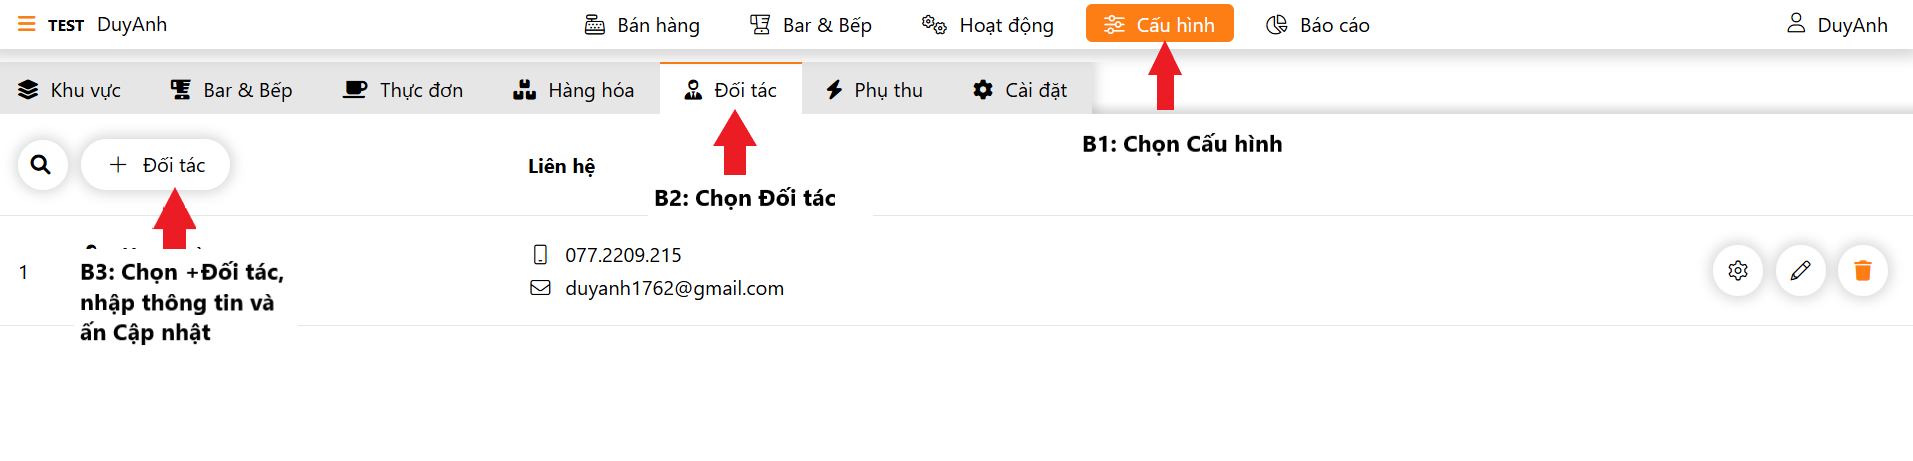 TEST DuyAnh Bán hàng Bar & Bếp Hoạt động Cấu hình Báo cáo DuyAnh
Khu vực Bar & Bếp Thực đơn Hàng hóa Đối tác Phụ thu Cài đặt
B1: Chọn Cấu hình
Đối tác Liên hệ
B2: Chọn Đối tác
1
077.2209.215
duyanh1762@gmail.com
B3: Chọn +Đối tác,
nhập thông tin và
ấn Cập nhật